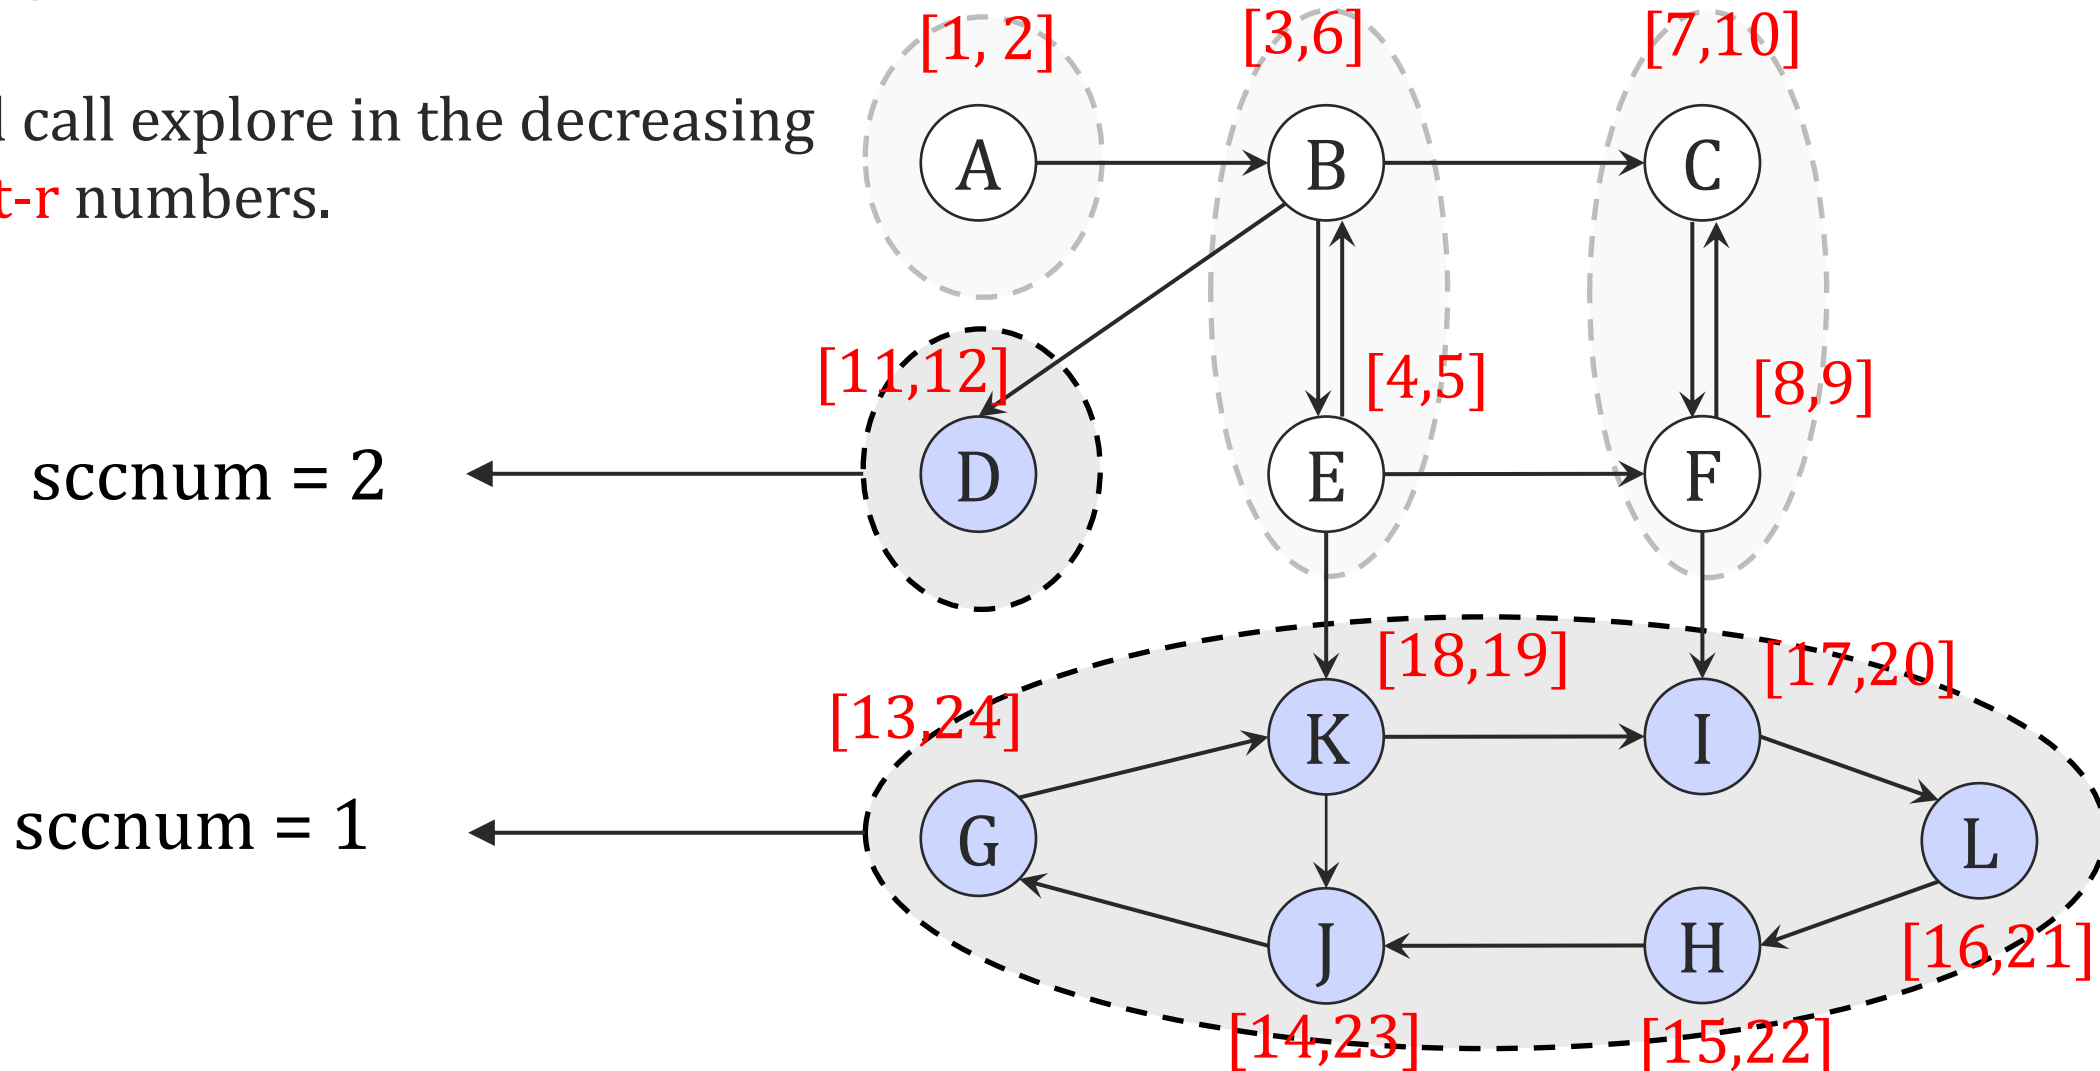 [1, 2]
[3,6]
[7,10]
call explore in the decreasing
t-r numbers.
A
B
C
[11,12]
[4,5]
[8,9]
sccnum = 2
D
E
F
[18,19]
[17,20]
[13,24]
K
I
sccnum = 1
G
L
J
H
[16,21]
[14,23]
[15,22]